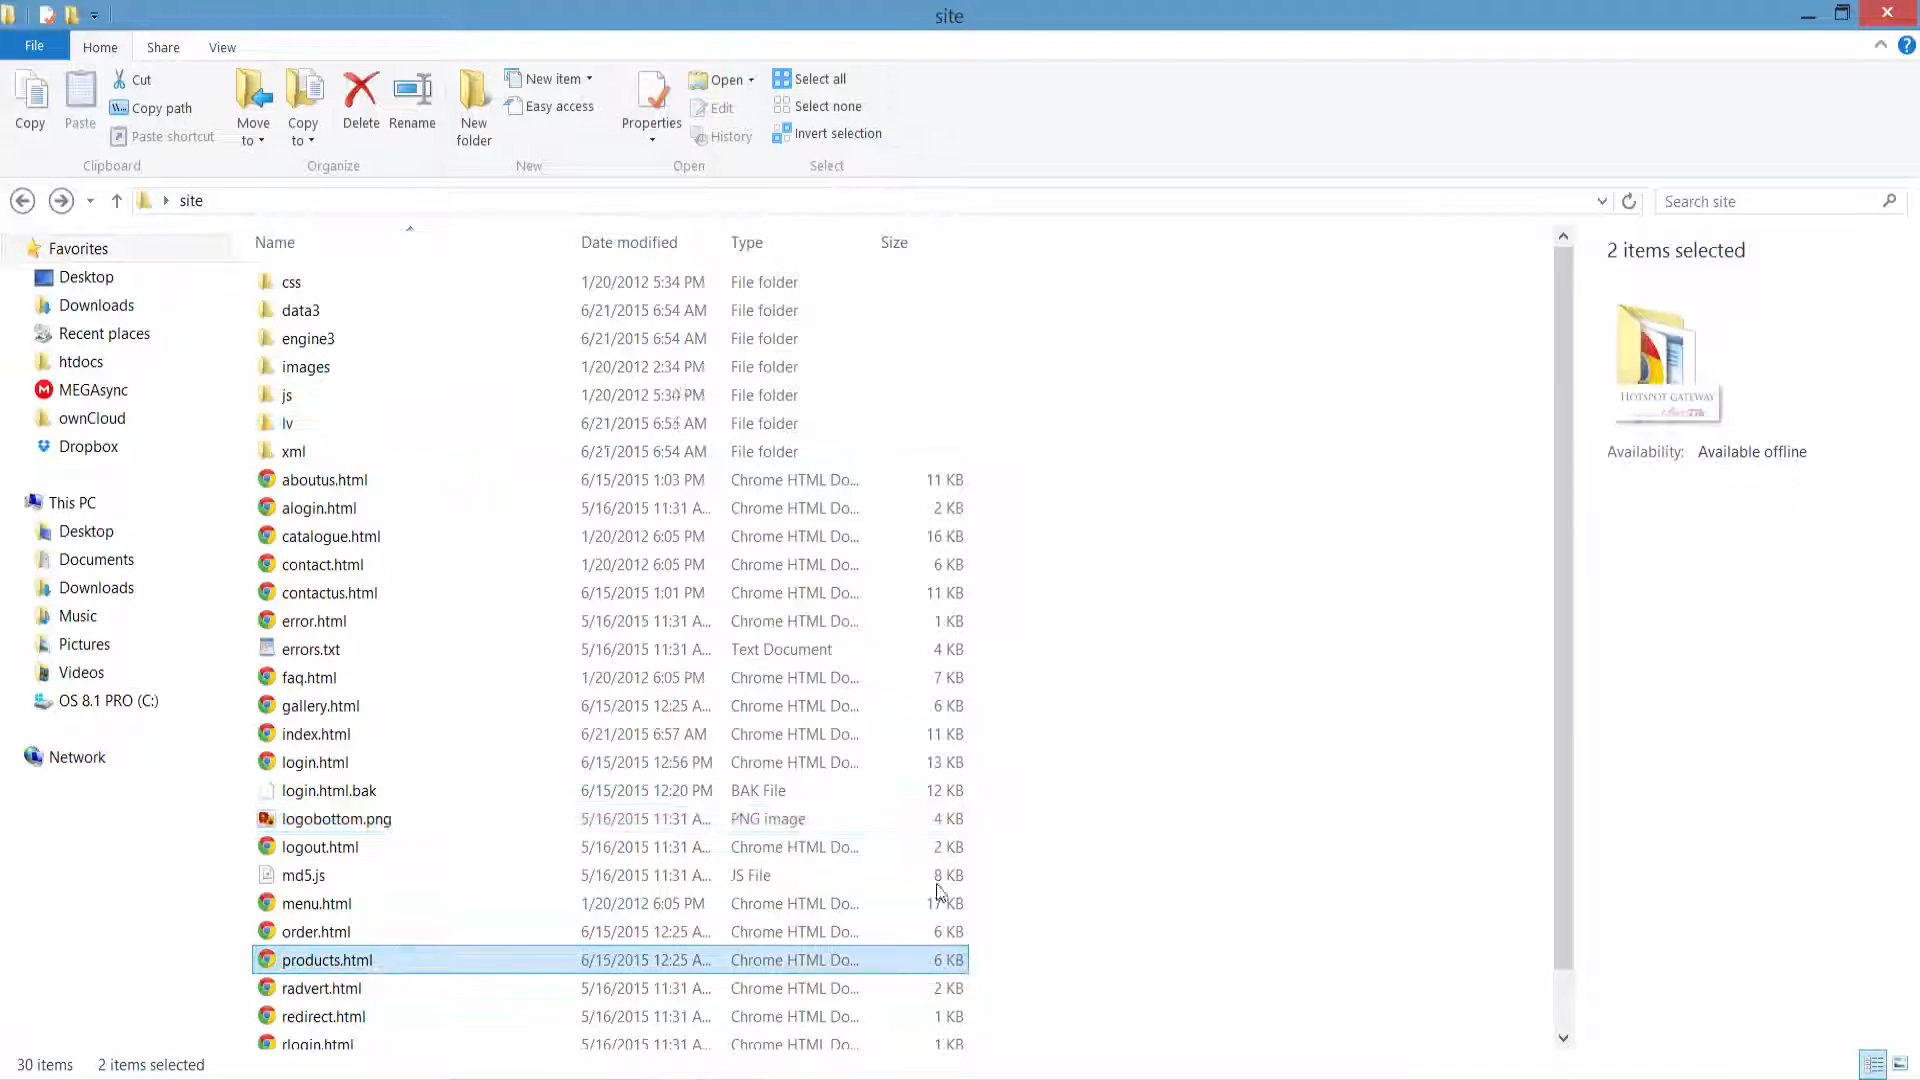 site
File Home Share View
Copy
Paste
Cut
Copy path
Paste shortcut
Clipboard
Move to
Copy to
Delete
Rename
Organize
New folder
New item
Easy access
New
Properties
Open
Edit
History
Open
Select all
Select none
Invert selection
Select
site
Search site
Favorites
Desktop
Downloads
Recent places
htdocs
MEGAsync
ownCloud
Dropbox
This PC
Desktop
Documents
Downloads
Music
Pictures
Videos
OS 8.1 PRO (C:)
Network
Name Date modified Type Size
css 1/20/2012 5:34 PM File folder
data3 6/21/2015 6:54 AM File folder
engine3 6/21/2015 6:54 AM File folder
images 1/20/2012 2:34 PM File folder
js 1/20/2012 5:34 PM File folder
lv 6/21/2015 6:54 AM File folder
xml 6/21/2015 6:54 AM File folder
aboutus.html 6/15/2015 1:03 PM Chrome HTML Do... 11 KB
alogin.html 5/16/2015 11:31 A... Chrome HTML Do... 2 KB
catalogue.html 1/20/2012 6:05 PM Chrome HTML Do... 16 KB
contact.html 1/20/2012 6:05 PM Chrome HTML Do... 6 KB
contactus.html 6/15/2015 1:01 PM Chrome HTML Do... 11 KB
error.html 5/16/2015 11:31 A... Chrome HTML Do... 1 KB
errors.txt 5/16/2015 11:31 A... Text Document 4 KB
faq.html 1/20/2012 6:05 PM Chrome HTML Do... 7 KB
gallery.html 6/15/2015 12:25 A... Chrome HTML Do... 6 KB
index.html 6/21/2015 6:57 AM Chrome HTML Do... 11 KB
login.html 6/15/2015 12:56 PM Chrome HTML Do... 13 KB
login.html.bak 6/15/2015 12:20 PM BAK File 12 KB
logobottom.png 5/16/2015 11:31 A... PNG image 4 KB
logout.html 5/16/2015 11:31 A... Chrome HTML Do... 2 KB
md5.js 5/16/2015 11:31 A... JS File 8 KB
menu.html 1/20/2012 6:05 PM Chrome HTML Do... 17 KB
order.html 6/15/2015 12:25 A... Chrome HTML Do... 6 KB
products.html 6/15/2015 12:25 A... Chrome HTML Do... 6 KB
radvert.html 5/16/2015 11:31 A... Chrome HTML Do... 2 KB
redirect.html 5/16/2015 11:31 A... Chrome HTML Do... 1 KB
rlogin.html 5/16/2015 11:31 A... Chrome HTML Do... 1 KB
2 items selected
HOTSPOT GATEWAY
Availability: Available offline
30 items 2 items selected